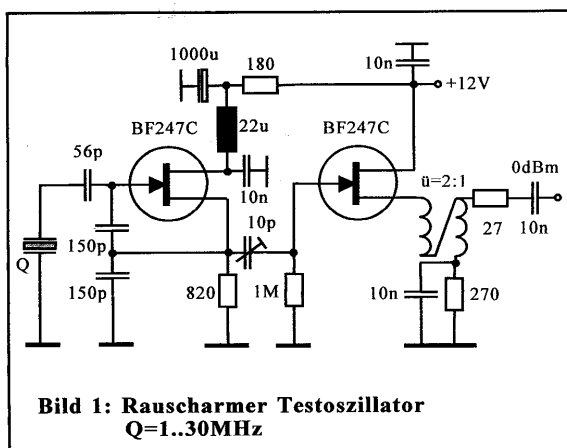 1000u
180
10n
+12V
BF247C
22u
BF247C
56p
10n
ü=2:1
0dBm
10p
27
10n
150p
Q
150p
820
1M
10n
270
Bild 1: Rauscharmer Testoszillator
Q=1..30MHz